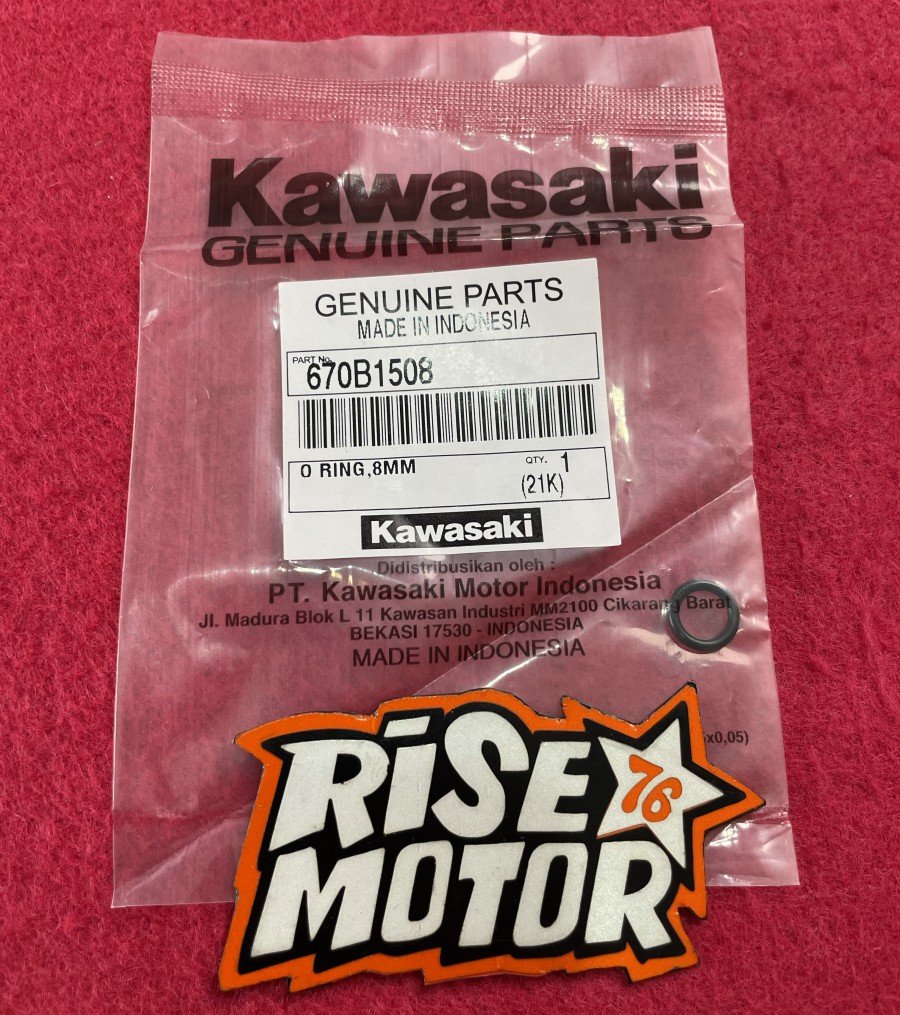 Kawasaki
GENUINE PARTS
GENUINE PARTS
MADE IN INDONESIA
PART No.
670B1508
O RING,8MM
QTY. 1
(21K)
Kawasaki
Didistribusikan oleh :
PT. Kawasaki Motor Indonesia
Jl. Madura Blok L 11 Kawasan Industri MM2100 Cikarang Barat
BEKASI 17530 - INDONESIA
MADE IN INDONESIA
x0,05)
RiSE
76
MOTOR